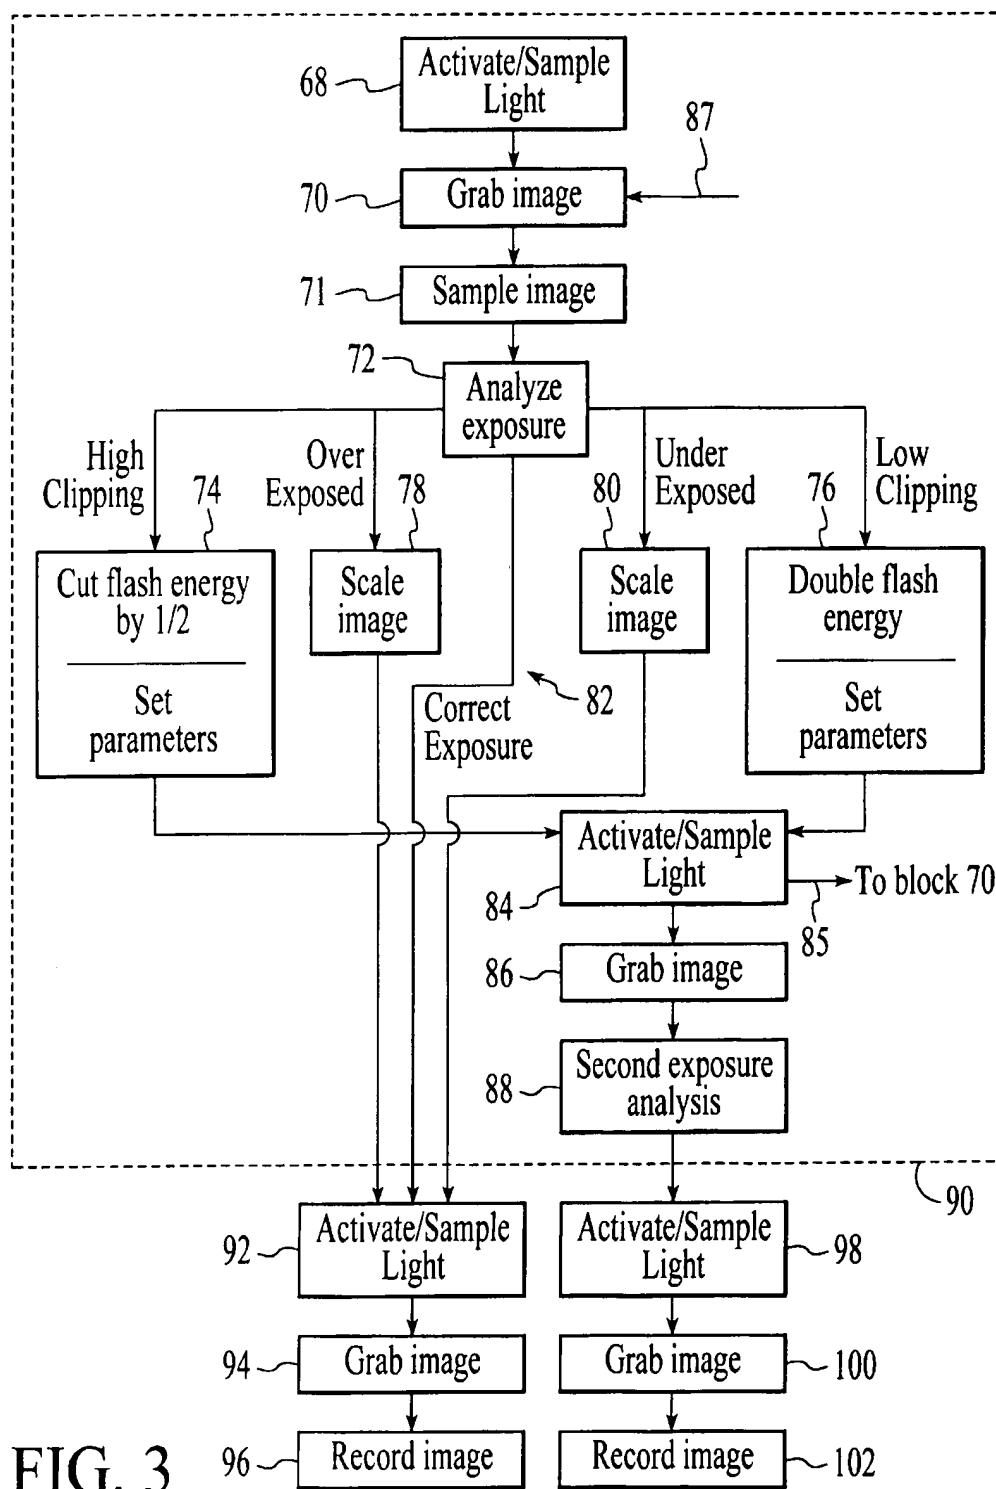 Activate/Sample
Light
68
87
70
Grab image
71
Sample image
72
Analyze
exposure
High
Clipping
74
Over
Exposed
78
80
Under
Exposed
76
Low
Clipping
Cut flash energy
by 1/2
Set
parameters
Scale
image
Scale
image
Double flash
energy
Set
parameters
82
Correct
Exposure
Activate/Sample
Light
84
To block 70
85
86
Grab image
88
Second exposure
analysis
90
92
Activate/Sample
Light
Activate/Sample
Light
98
94
Grab image
Grab image
100
FIG. 3
96
Record image
Record image
102